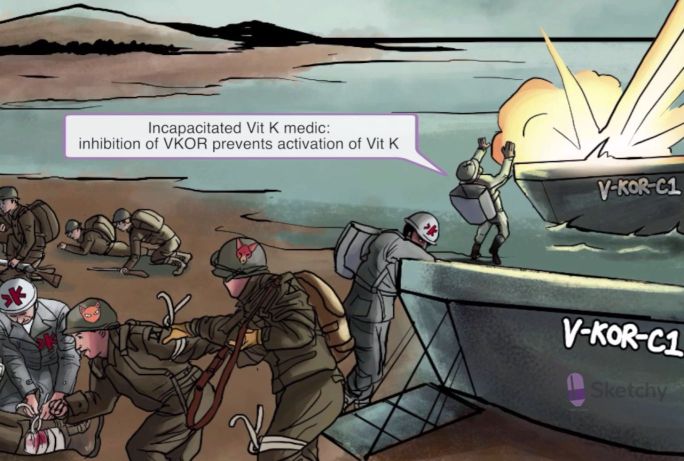 Incapacitated Vit K medic:
inhibition of VKOR prevents activation of Vit K
V-KOR-C1
V-KOR-C1
Sketchy